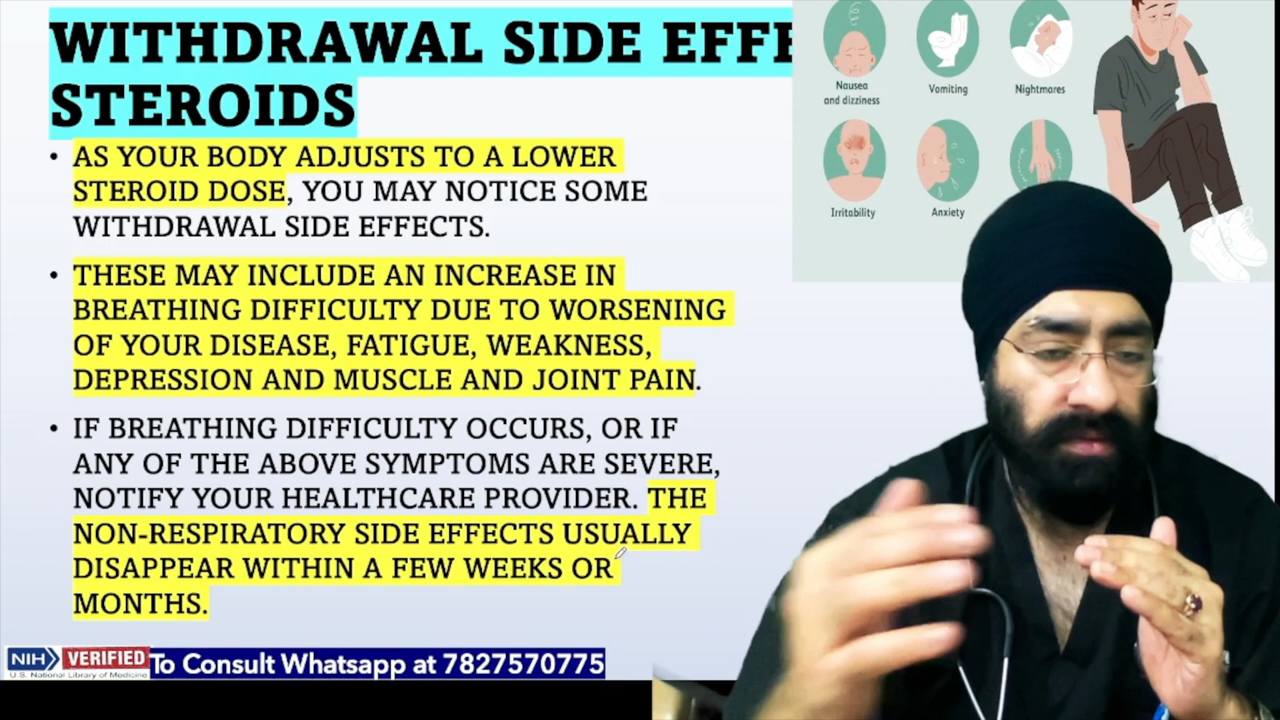 WITHDRAWAL SIDE EFFE
STEROIDS
• AS YOUR BODY ADJUSTS TO A LOWER
STEROID DOSE, YOU MAY NOTICE SOME
WITHDRAWAL SIDE EFFECTS.
• THESE MAY INCLUDE AN INCREASE IN
BREATHING DIFFICULTY DUE TO WORSENING
OF YOUR DISEASE, FATIGUE, WEAKNESS,
DEPRESSION AND MUSCLE AND JOINT PAIN.
• IF BREATHING DIFFICULTY OCCURS, OR IF
ANY OF THE ABOVE SYMPTOMS ARE SEVERE,
NOTIFY YOUR HEALTHCARE PROVIDER. THE
NON-RESPIRATORY SIDE EFFECTS USUALLY
DISAPPEAR WITHIN A FEW WEEKS OR
MONTHS.
Nausea
and dizziness
Vomiting
Nightmares
Irritability
Anxiety
NIH VERIFIED
U.S. National Library of Medicine
To Consult Whatsapp at 7827570775